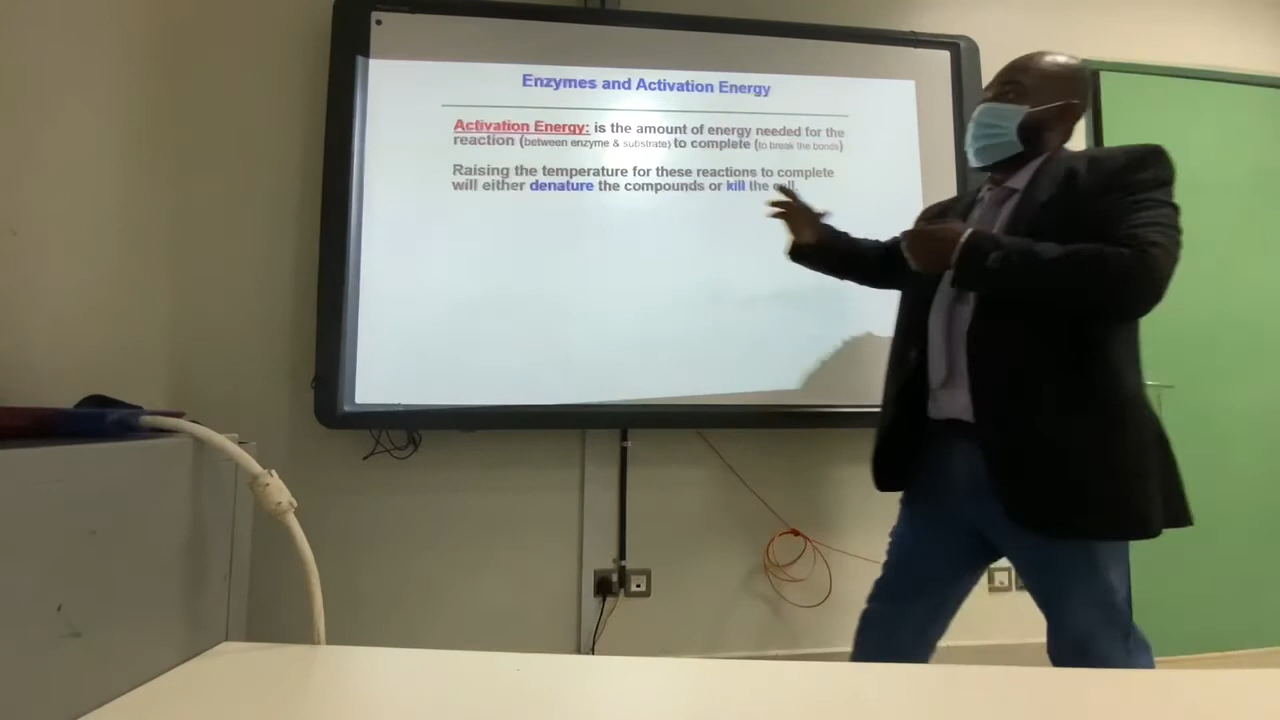 Enzymes and Activation Energy
Activation Energy: is the amount of energy needed for the
reaction (between enzyme & substrate) to complete (to break the bonds)
Raising the temperature for these reactions to complete
will either denature the compounds or kill the cell.